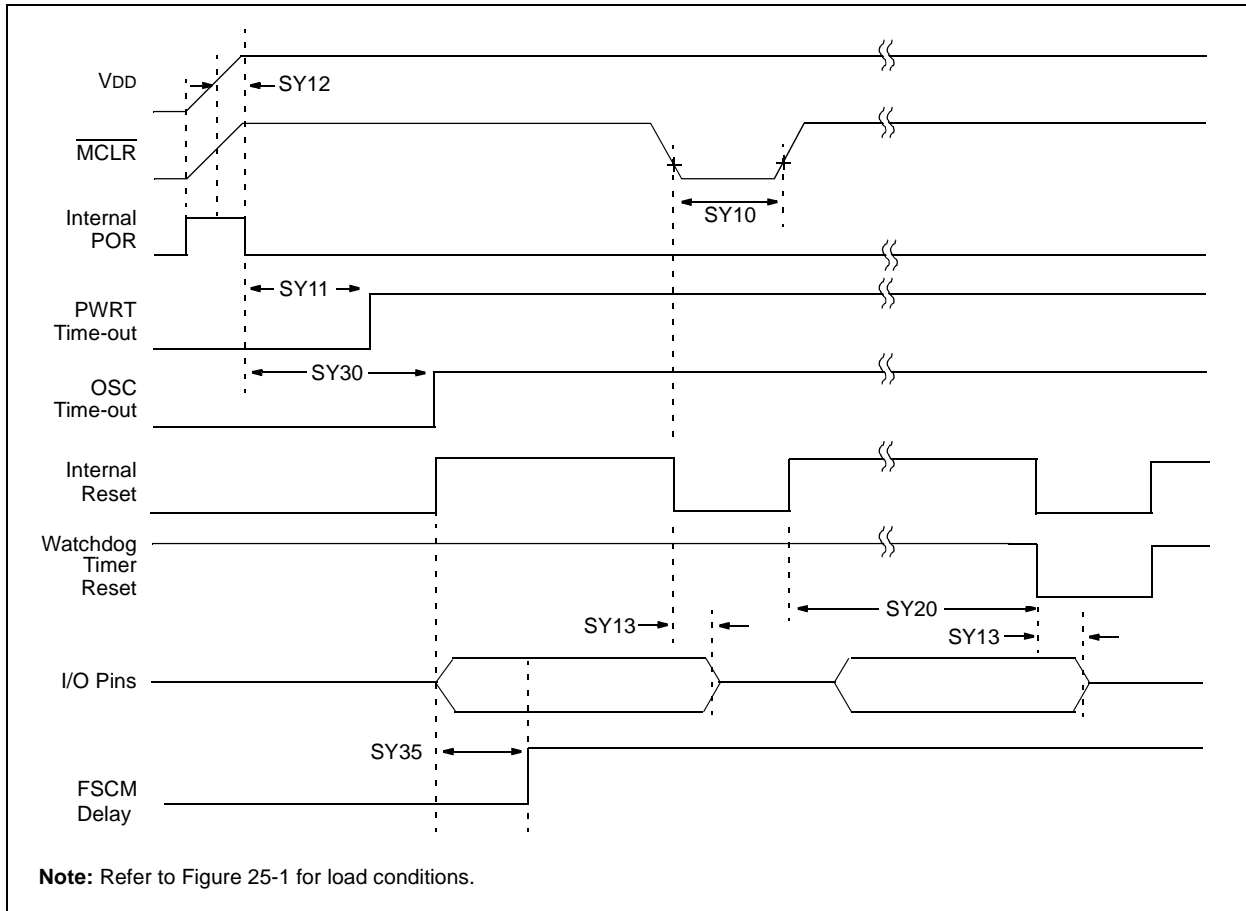 VDD
SY12
MCLR
SY10
Internal
POR
SY11
PWRT
Time-out
SY30
OSC
Time-out
Internal
Reset
Watchdog
Timer
Reset
SY20
SY13
SY13
I/O Pins
SY35
FSCM
Delay
Note: Refer to Figure 25-1 for load conditions.